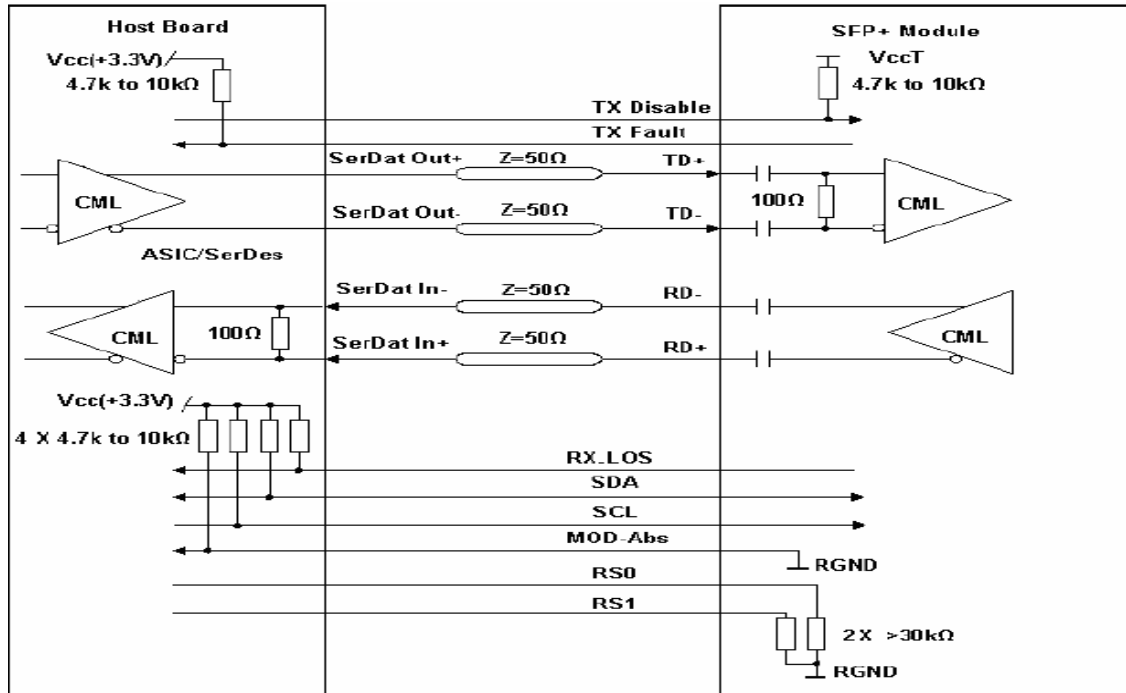 Host Board
SFP+ Module
Vcc(+3.3V)
VccT
4.7k to 10kΩ
4.7k to 10kΩ
TX Disable
TX Fault
SerDat Out+
Z=50Ω
TD+
CML
100Ω
CML
SerDat Out-
Z=50Ω
TD-
ASIC/SerDes
SerDat In-
Z=50Ω
RD-
CML
100Ω
CML
SerDat In+
Z=50Ω
RD+
Vcc(+3.3V)
4 X 4.7k to 10kΩ
RX_LOS
SDA
SCL
MOD-Abs
RGND
RS0
RS1
2X >30kΩ
RGND